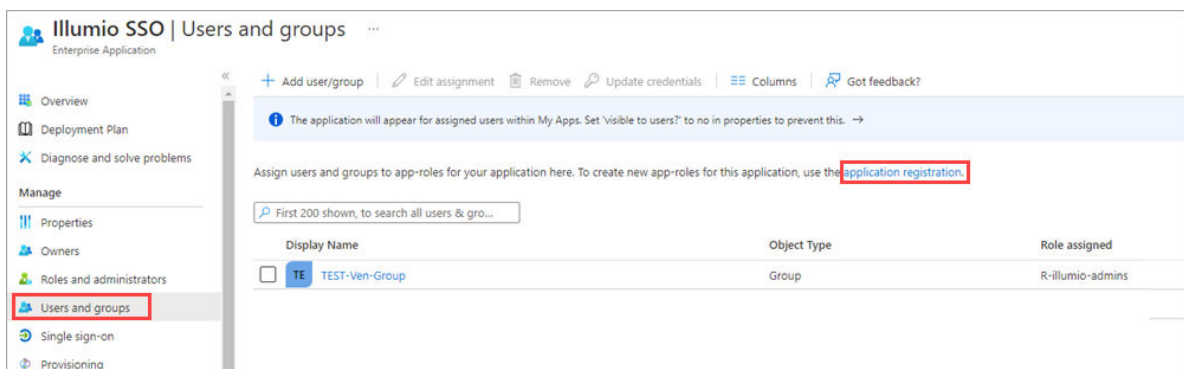 Illumio SSO | Users and groups ...
Enterprise Application
«
Overview
Deployment Plan
Diagnose and solve problems
Manage
Properties
Owners
Roles and administrators
Users and groups
Single sign-on
Provisioning
+ Add user/group | Edit assignment Remove Update credentials | Columns | Got feedback?
The application will appear for assigned users within My Apps. Set 'visible to users?' to no in properties to prevent this. →
Assign users and groups to app-roles for your application here. To create new app-roles for this application, use the application registration.
First 200 shown, to search all users & gro...
Display Name Object Type Role assigned
TE TEST-Ven-Group Group R-illumio-admins